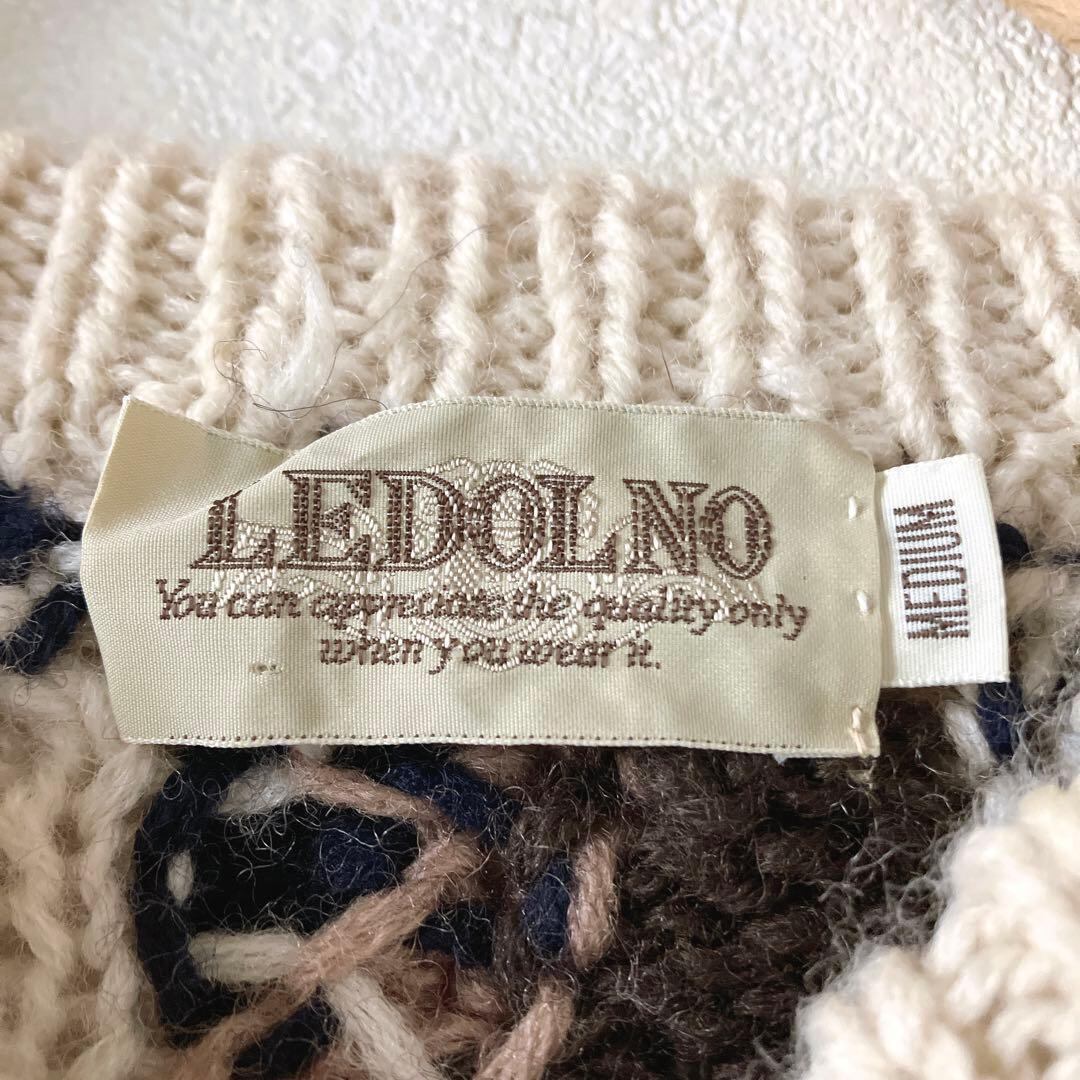 LEDOLNO
You can appreciate the quality only
when you wear it.
MEDIUM